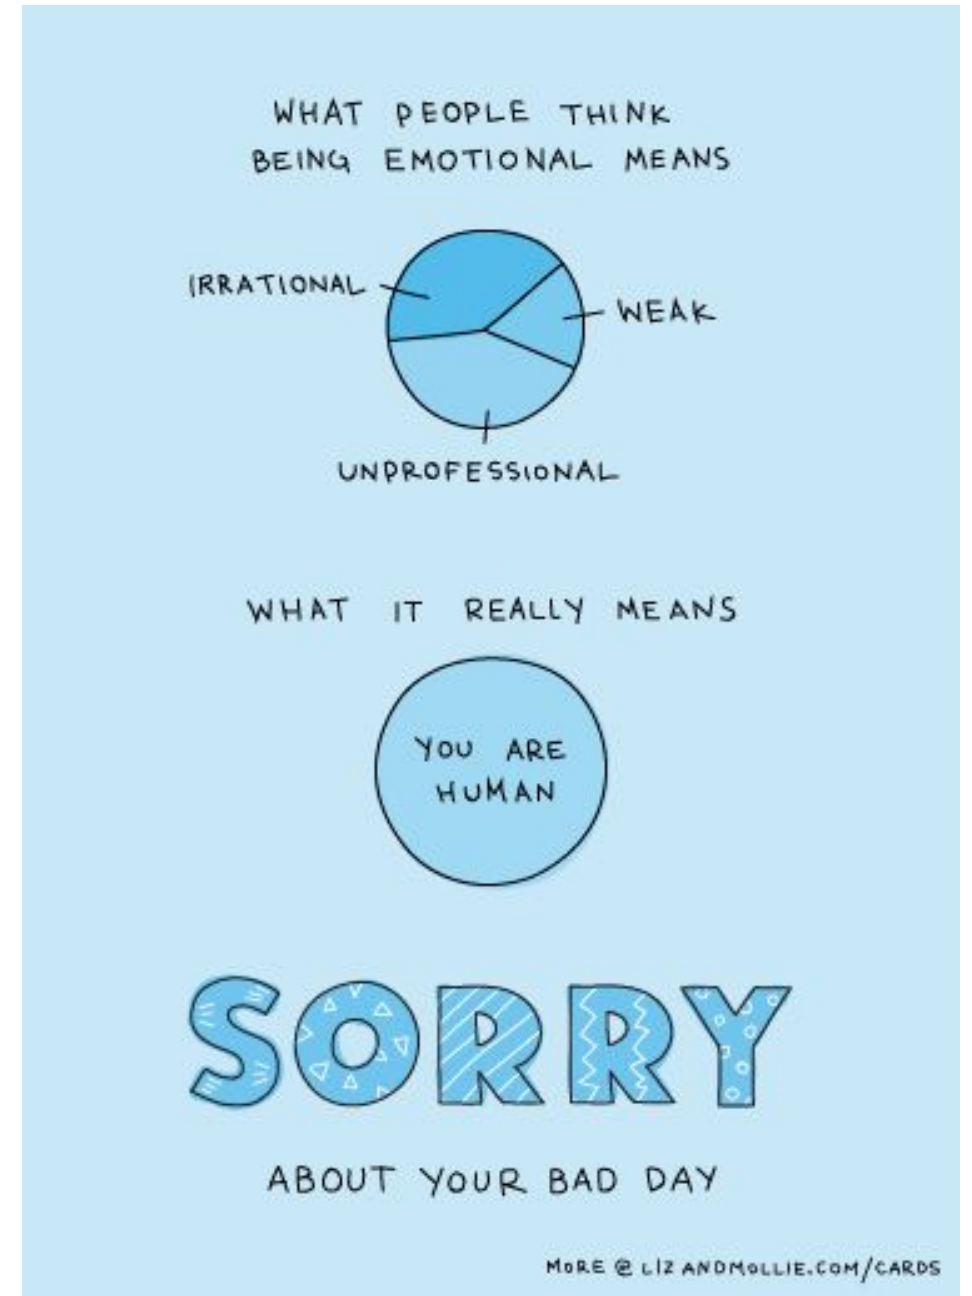 WHAT PEOPLE THINK
BEING EMOTIONAL MEANS
IRRATIONAL
WEAK
UNPROFESSIONAL
WHAT IT REALLY MEANS
YOU ARE
HUMAN
SORRY
ABOUT YOUR BAD DAY
MORE @ LIZANDMOLLIE.COM/CARDS